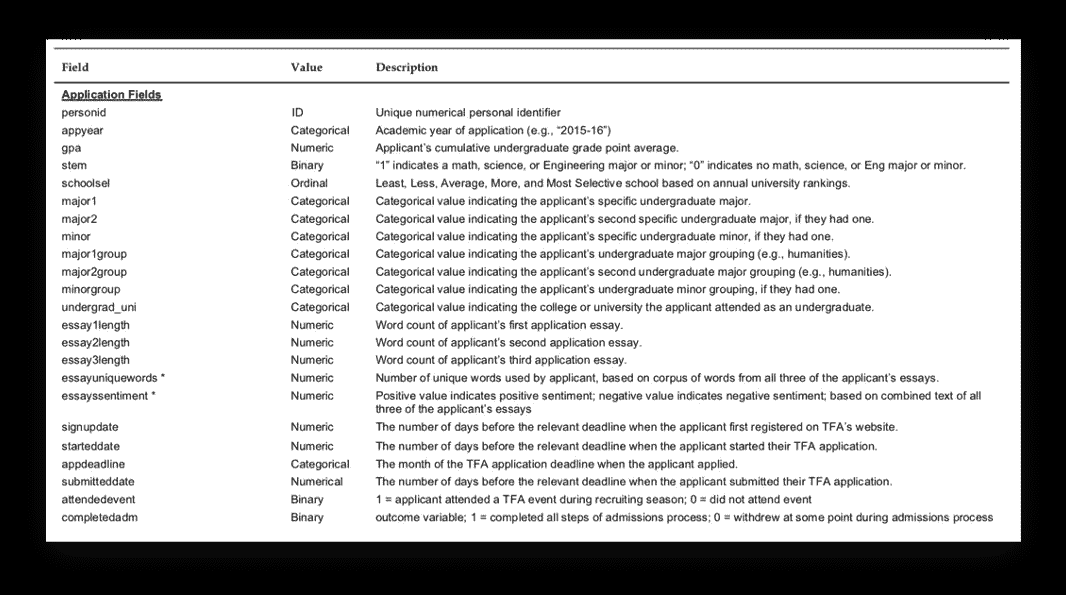 Field Value Description
Application Fields
personid ID Unique numerical personal identifier
appyear Categorical Academic year of application (e.g., “2015-16”)
gpa Numeric Applicant’s cumulative undergraduate grade point average.
stem Binary “1” indicates a math, science, or Engineering major or minor; “0” indicates no math, science, or Eng major or minor.
schoolsel Ordinal Least, Less, Average, More, and Most Selective school based on annual university rankings.
major1 Categorical Categorical value indicating the applicant’s specific undergraduate major.
major2 Categorical Categorical value indicating the applicant’s second specific undergraduate major, if they had one.
minor Categorical Categorical value indicating the applicant’s specific undergraduate minor, if they had one.
major1group Categorical Categorical value indicating the applicant’s undergraduate major grouping (e.g., humanities).
major2group Categorical Categorical value indicating the applicant’s second undergraduate major grouping (e.g., humanities).
minorgroup Categorical Categorical value indicating the applicant’s undergraduate minor grouping, if they had one.
undergrad_uni Categorical Categorical value indicating the college or university the applicant attended as an undergraduate.
essay1length Numeric Word count of applicant’s first application essay.
essay2length Numeric Word count of applicant’s second application essay.
essay3length Numeric Word count of applicant’s third application essay.
essayuniquewords * Numeric Number of unique words used by applicant, based on corpus of words from all three of the applicant’s essays.
essayssentiment * Numeric Positive value indicates positive sentiment; negative value indicates negative sentiment; based on combined text of all
three of the applicant’s essays
signupdate Numeric The number of days before the relevant deadline when the applicant first registered on TFA’s website.
starteddate Numeric The number of days before the relevant deadline when the applicant started their TFA application.
appdeadline Categorical The month of the TFA application deadline when the applicant applied.
submitteddate Numerical The number of days before the relevant deadline when the applicant submitted their TFA application.
attendedevent Binary 1 = applicant attended a TFA event during recruiting season; 0 = did not attend event
completedadm Binary outcome variable; 1 = completed all steps of admissions process; 0 = withdrew at some point during admissions process